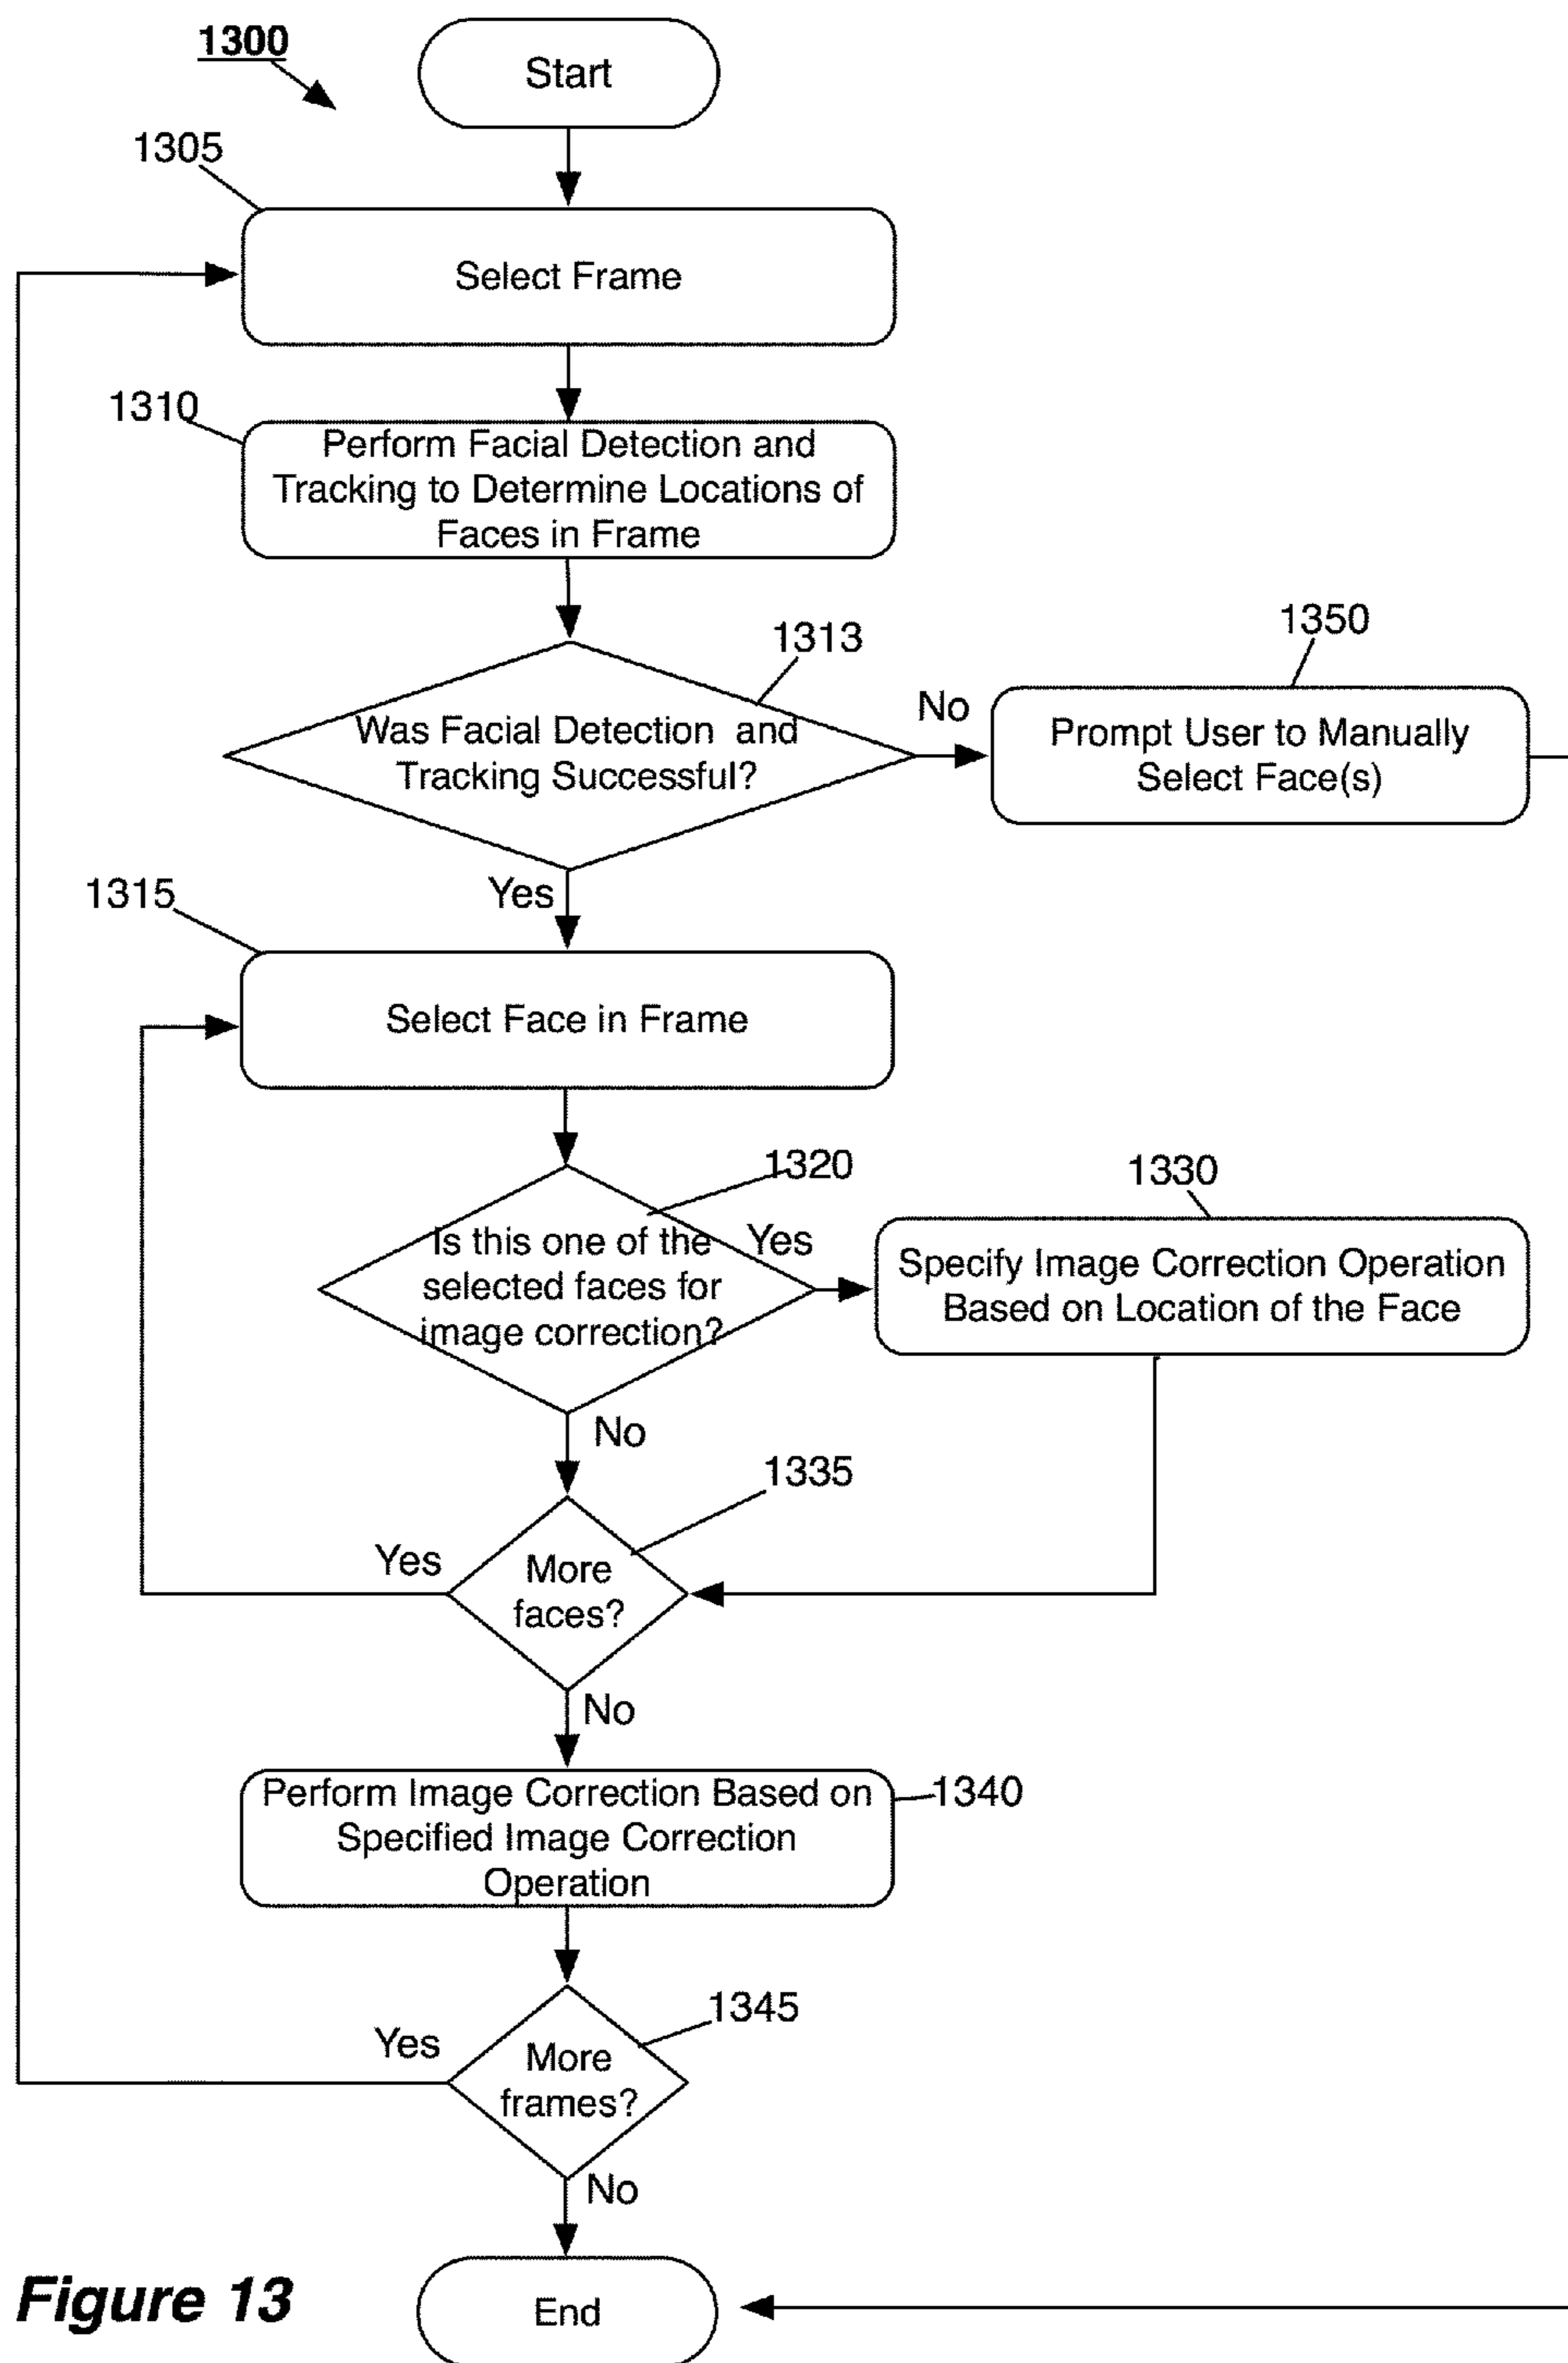 1300
Start
1305
Select Frame
1310
Perform Facial Detection and
Tracking to Determine Locations of
Faces in Frame
1313
Was Facial Detection and
Tracking Successful?
No
1350
Prompt User to Manually
Select Face(s)
Yes
1315
Select Face in Frame
1320
Is this one of the
selected faces for
image correction?
Yes
1330
Specify Image Correction Operation
Based on Location of the Face
No
1335
Yes
More
faces?
No
Perform Image Correction Based on
Specified Image Correction
Operation
1340
1345
Yes
More
frames?
No
Figure 13
End